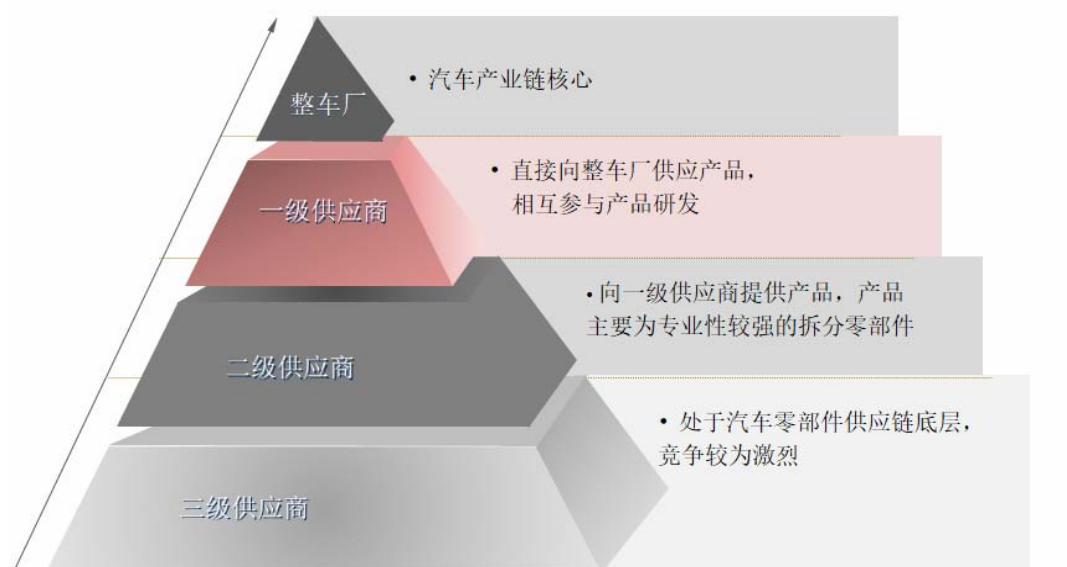 整车厂
• 汽车产业链核心
一级供应商
• 直接向整车厂供应产品，
相互参与产品研发
二级供应商
• 向一级供应商提供产品，产品
主要为专业性较强的拆分零部件
三级供应商
• 处于汽车零部件供应链底层，
竞争较为激烈